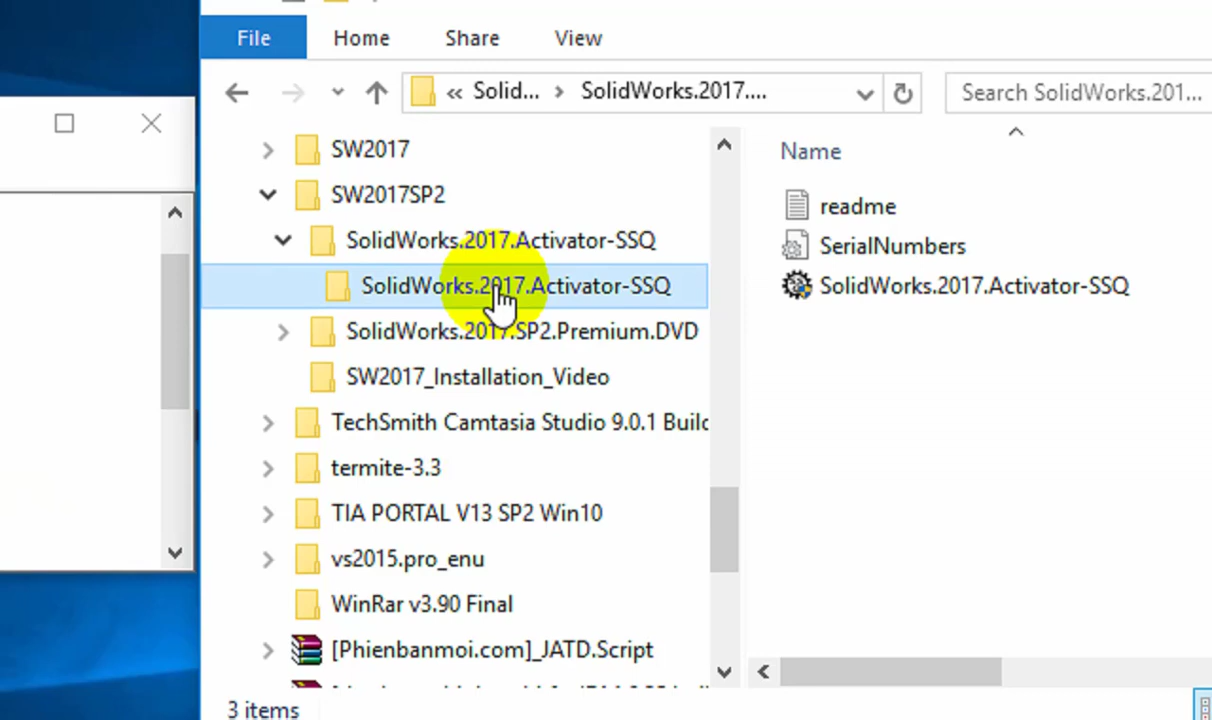 File Home Share View
« Solid... › SolidWorks.2017.... Search SolidWorks.201...
SW2017
SW2017SP2
SolidWorks.2017.Activator-SSQ
SolidWorks.2017.Activator-SSQ
SolidWorks.2017.SP2.Premium.DVD
SW2017_Installation_Video
TechSmith Camtasia Studio 9.0.1 Build
termite-3.3
TIA PORTAL V13 SP2 Win10
vs2015.pro_enu
WinRar v3.90 Final
[Phienbanmoi.com]_JATD.Script
Name
readme
SerialNumbers
SolidWorks.2017.Activator-SSQ
3 items